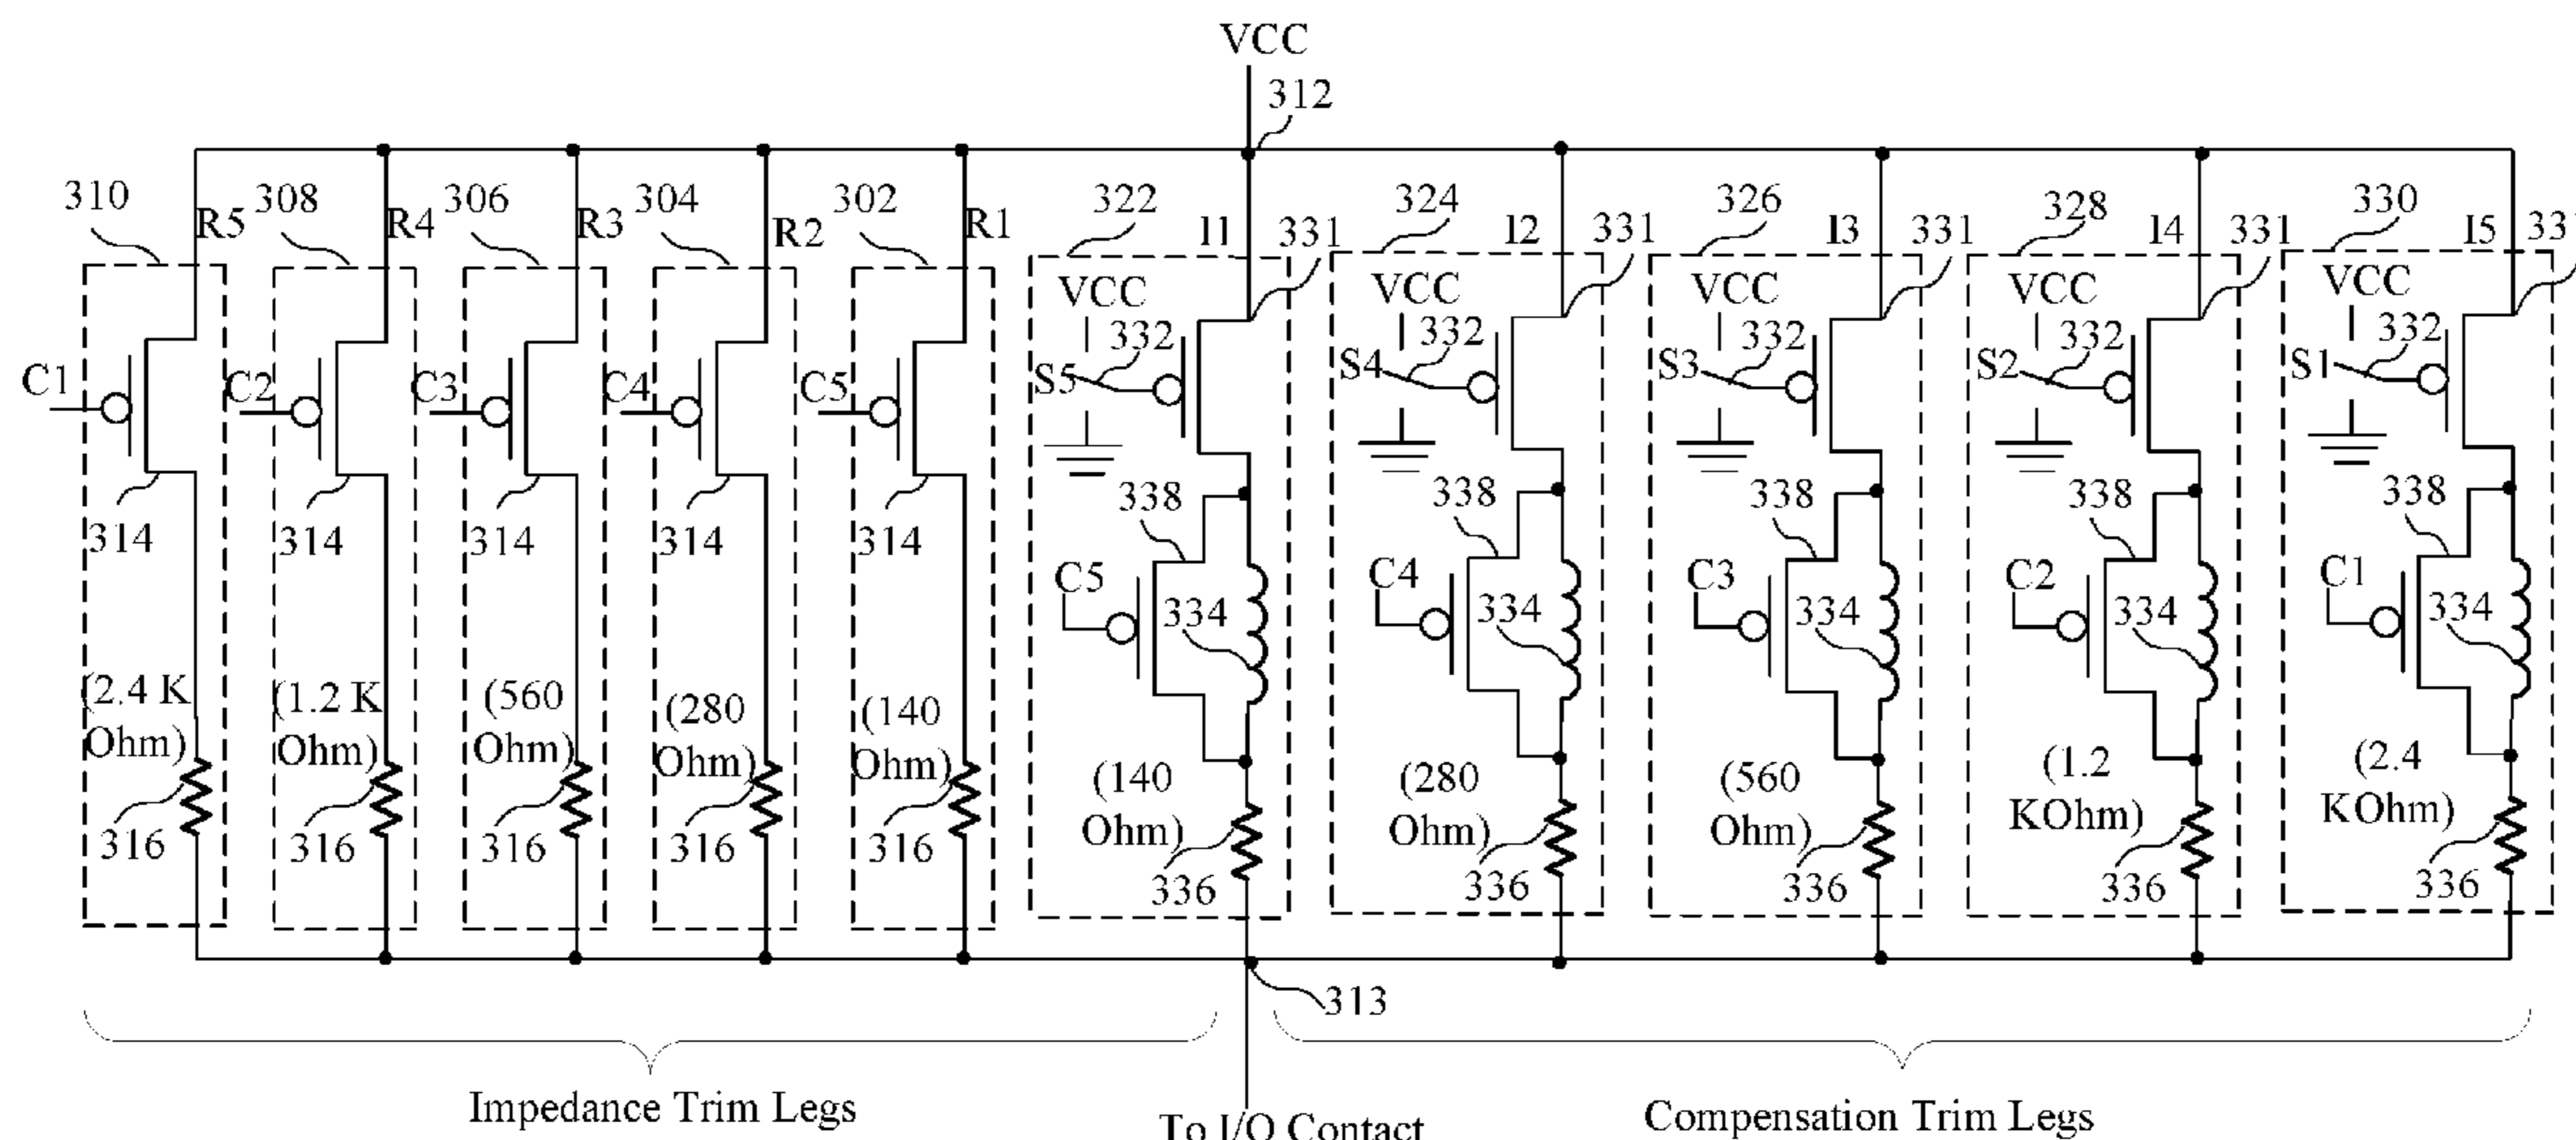 VCC
312
310 R5 308 R4 306 R3 304 R2 302 R1 322 I1 331 324 I2 331 326 I3 331 328 I4 331 330 I5
VCC VCC VCC VCC VCC
332 332 332 332 332
C1 C2 C3 C4 C5 S5 S4 S3 S2 S1
338 338 338 338 338
314 314 314 314 314
C5 C4 C3 C2 C1
334 334 334 334 334
(2.4 K (1.2 K (560 (280 (140
Ohm) Ohm) Ohm) Ohm) Ohm)
(140 (280 (560 (1.2 (2.4
Ohm) Ohm) Ohm) KOhm) KOhm)
316 316 316 316 316
336 336 336 336 336
313
Impedance Trim Legs To I/O Contact Compensation Trim Legs